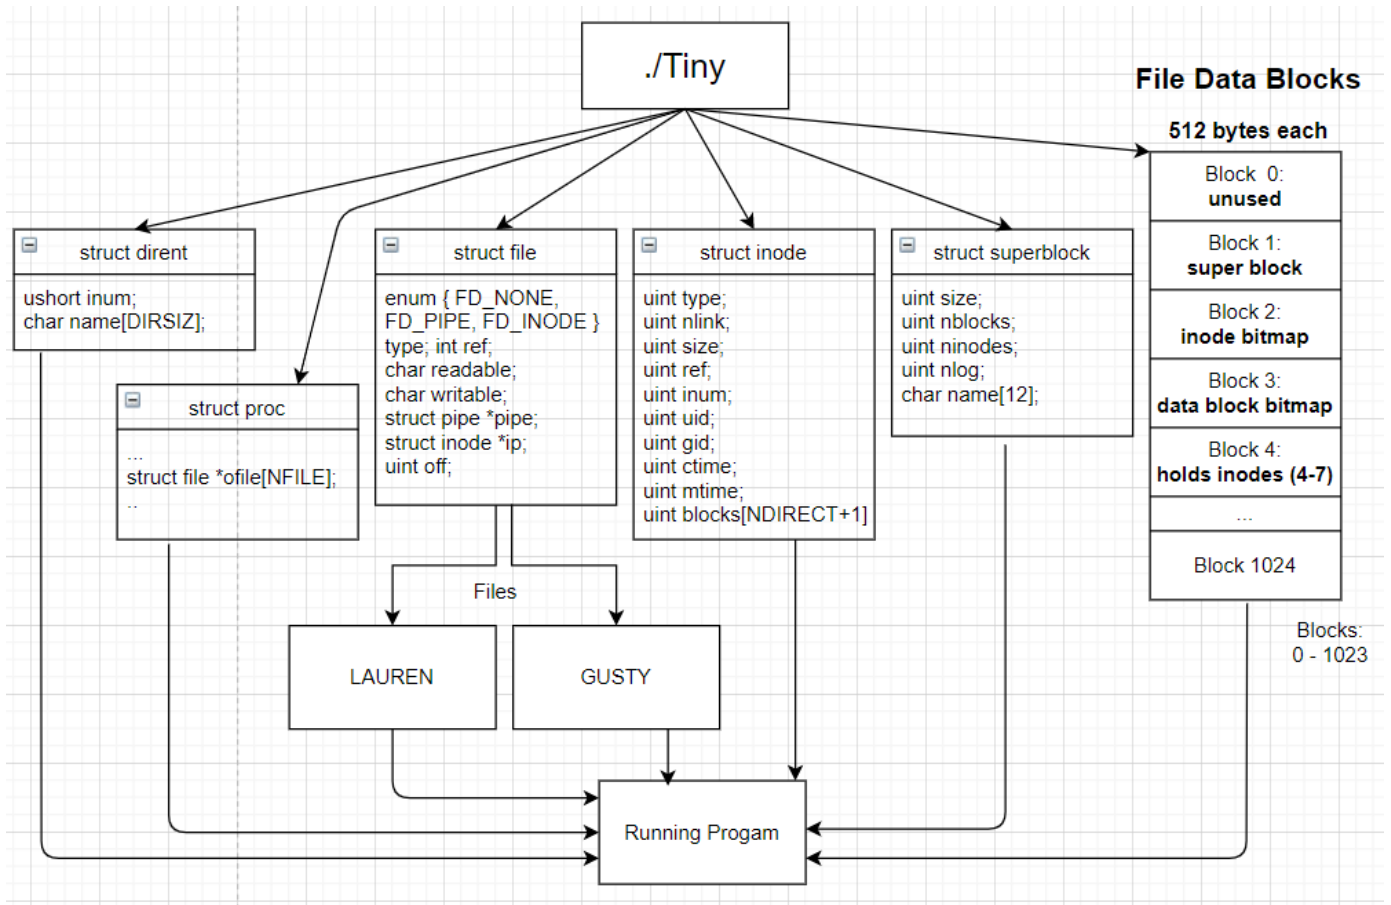 ./Tiny
File Data Blocks
512 bytes each
Block 0:
unused
Block 1:
super block
Block 2:
inode bitmap
Block 3:
data block bitmap
Block 4:
holds inodes (4-7)
...
Block 1024
Blocks:
0 - 1023
struct dirent
ushort inum;
char name[DIRSIZ];
struct proc
...
struct file *ofile[NFILE];
..
struct file
enum { FD_NONE,
FD_PIPE, FD_INODE }
type; int ref;
char readable;
char writable;
struct pipe *pipe;
struct inode *ip;
uint off;
struct inode
uint type;
uint nlink;
uint size;
uint ref;
uint inum;
uint uid;
uint gid;
uint ctime;
uint mtime;
uint blocks[NDIRECT+1]
struct superblock
uint size;
uint nblocks;
uint ninodes;
uint nlog;
char name[12];
Files
LAUREN
GUSTY
Running Progam